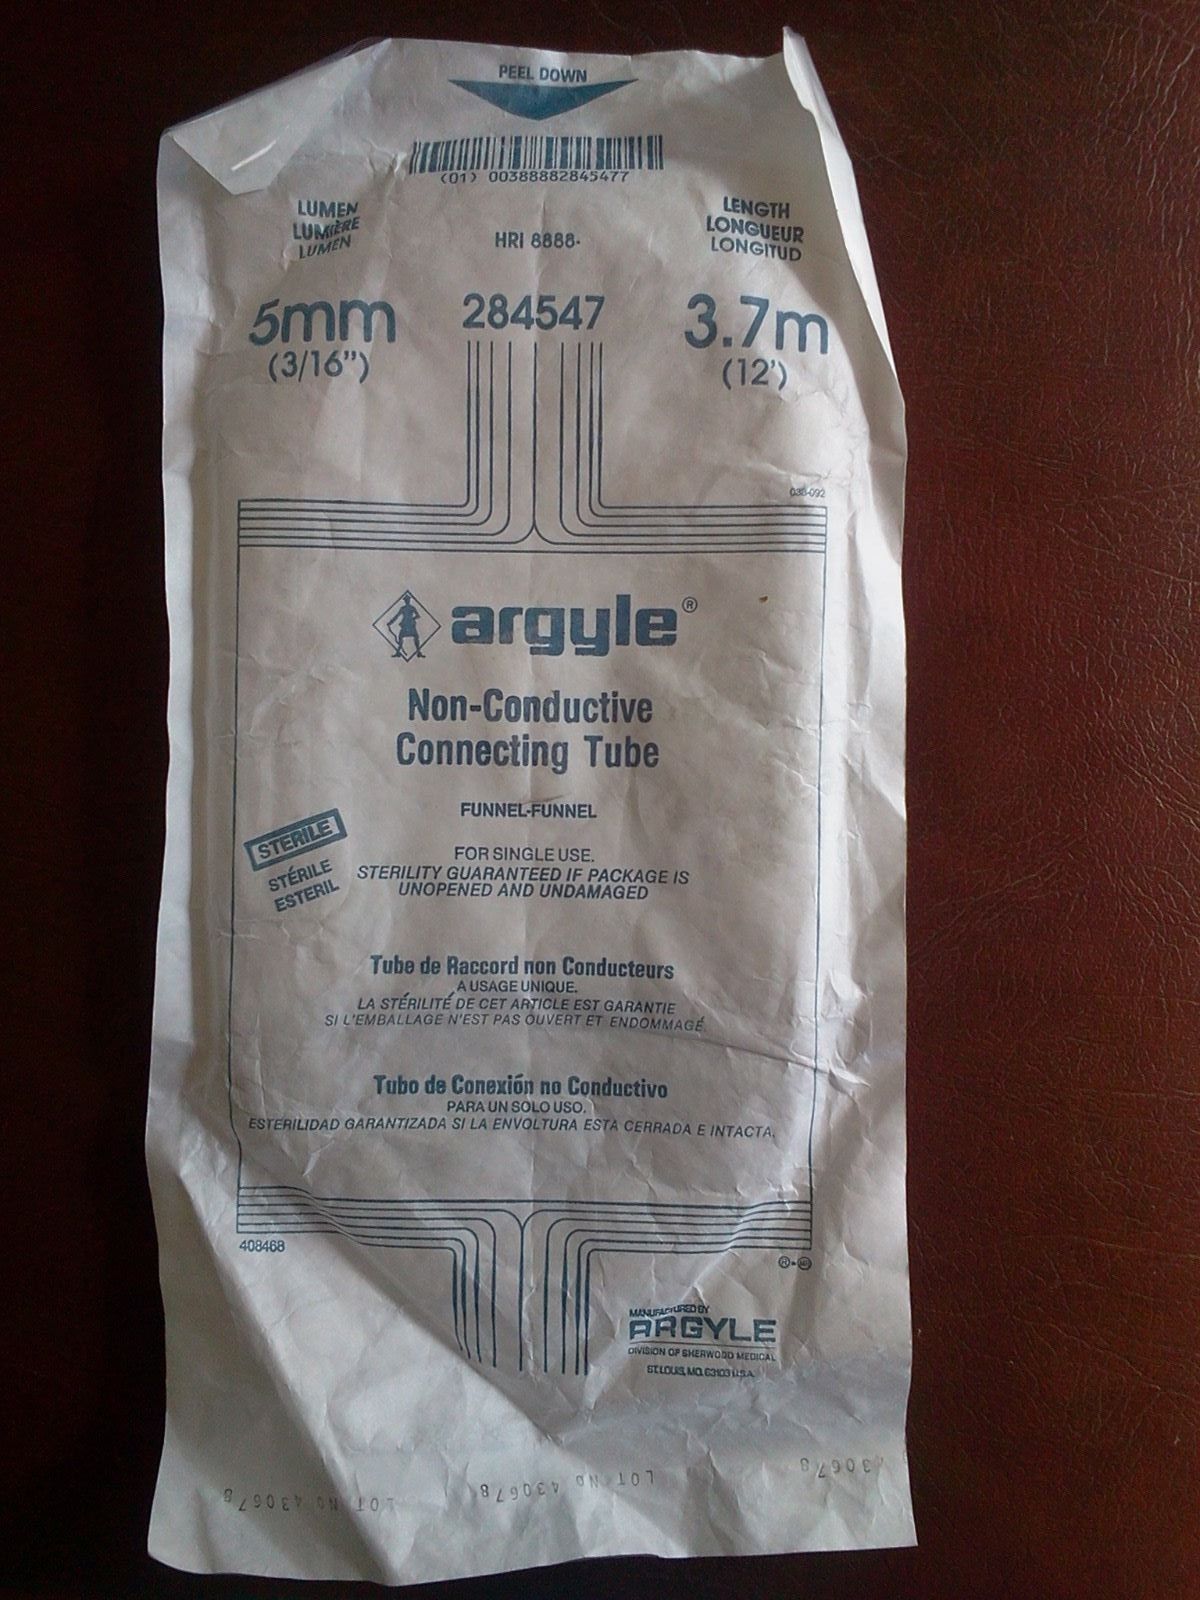 PEEL DOWN
(01) 00388882845477
LUMEN
LUMIÈRE
LUMEN
HRI 8888-
LENGTH
LONGUEUR
LONGITUD
5mm
(3/16")
284547
3.7m
(12')
argyle®
Non-Conductive
Connecting Tube
FUNNEL-FUNNEL
STERILE
STÉRILE
ESTERIL
FOR SINGLE USE.
STERILITY GUARANTEED IF PACKAGE IS
UNOPENED AND UNDAMAGED
Tube de Raccord non Conducteurs
A USAGE UNIQUE.
LA STÉRILITÉ DE CET ARTICLE EST GARANTIE
SI L'EMBALLAGE N'EST PAS OUVERT ET ENDOMMAGÉ.
Tubo de Conexión no Conductivo
PARA UN SOLO USO.
ESTERILIDAD GARANTIZADA SI LA ENVOLTURA ESTA CERRADA E INTACTA.
408468
MANUFACTURED BY
ARGYLE
DIVISION OF SHERWOOD MEDICAL
ST. LOUIS, MO. 63103 U.S.A.
LOT NO 430678
LOT NO 430678
430678